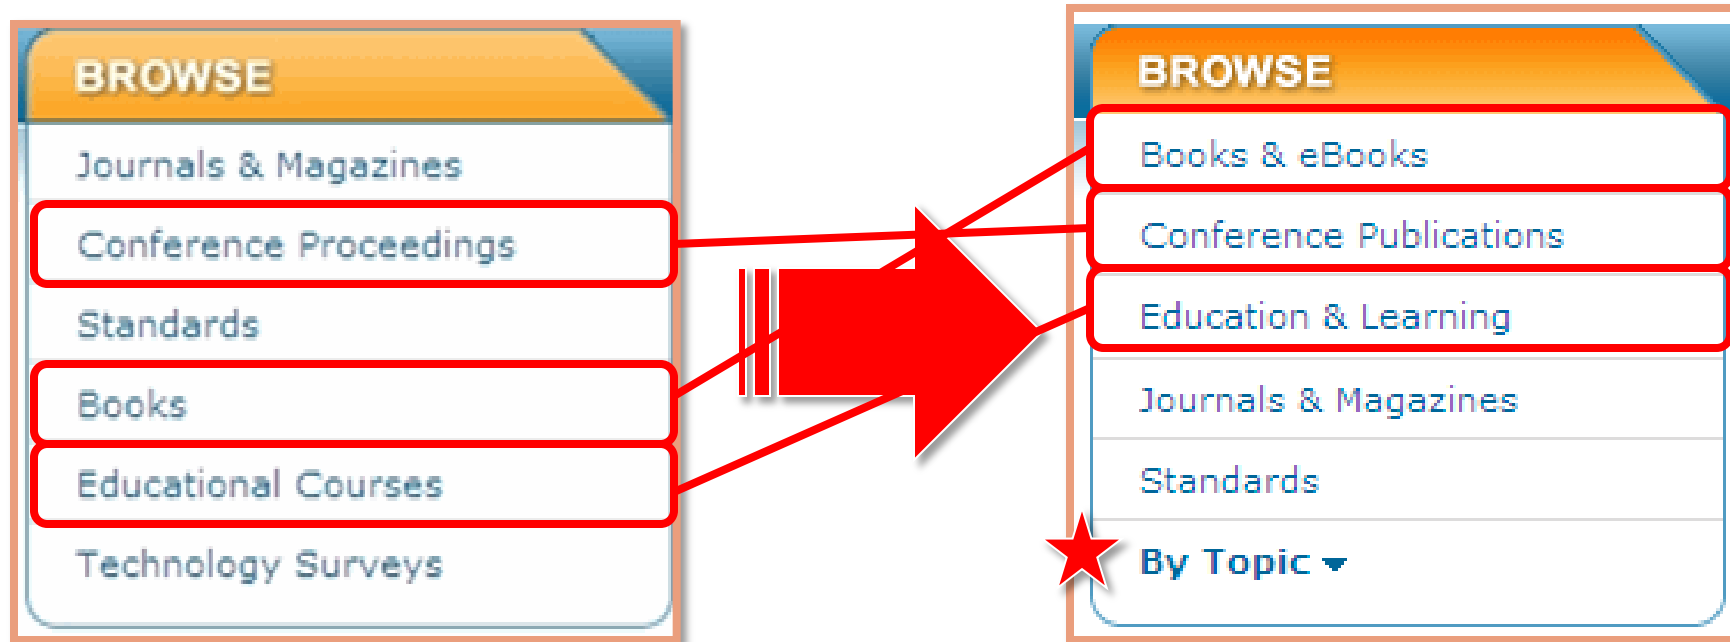 BROWSE
Journals & Magazines
Conference Proceedings
Standards
Books
Educational Courses
Technology Surveys
BROWSE
Books & eBooks
Conference Publications
Education & Learning
Journals & Magazines
Standards
By Topic